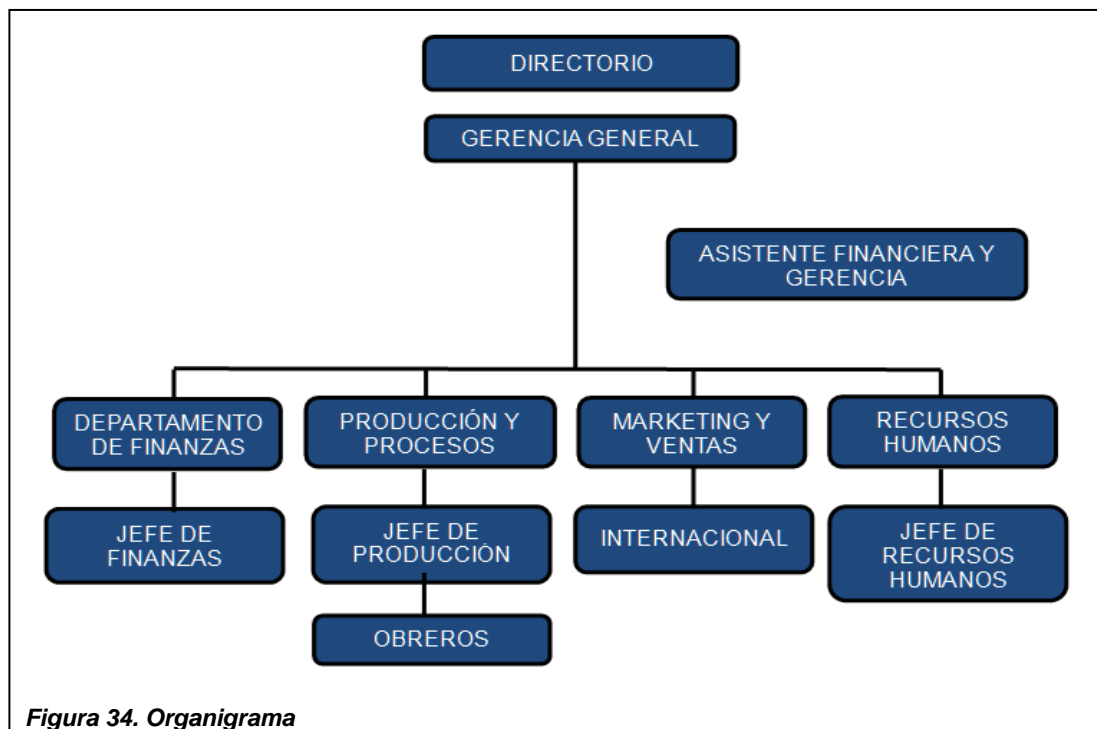 DIRECTORIO
GERENCIA GENERAL
ASISTENTE FINANCIERA Y
GERENCIA
DEPARTAMENTO
DE FINANZAS
PRODUCCIÓN Y
PROCESOS
MARKETING Y
VENTAS
RECURSOS
HUMANOS
JEFE DE
FINANZAS
JEFE DE
PRODUCCIÓN
INTERNACIONAL
JEFE DE
RECURSOS
HUMANOS
OBREROS
Figura 34. Organigrama